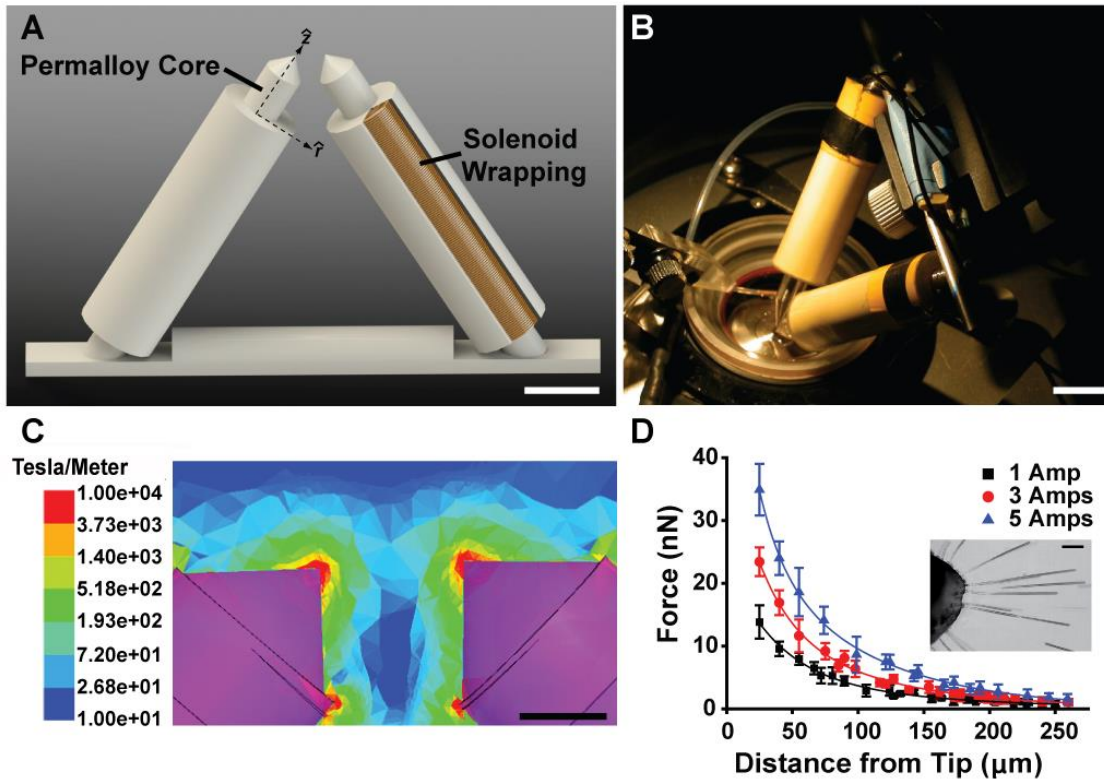 A
Permalloy Core
ẑ
r̂
Solenoid
Wrapping
B
C
Tesla/Meter
1.00e+04
3.73e+03
1.40e+03
5.18e+02
1.93e+02
7.20e+01
2.68e+01
1.00e+01
D
Force (nN)
40
30
20
10
0
0
50
100
150
200
250
Distance from Tip (µm)
1 Amp
3 Amps
5 Amps